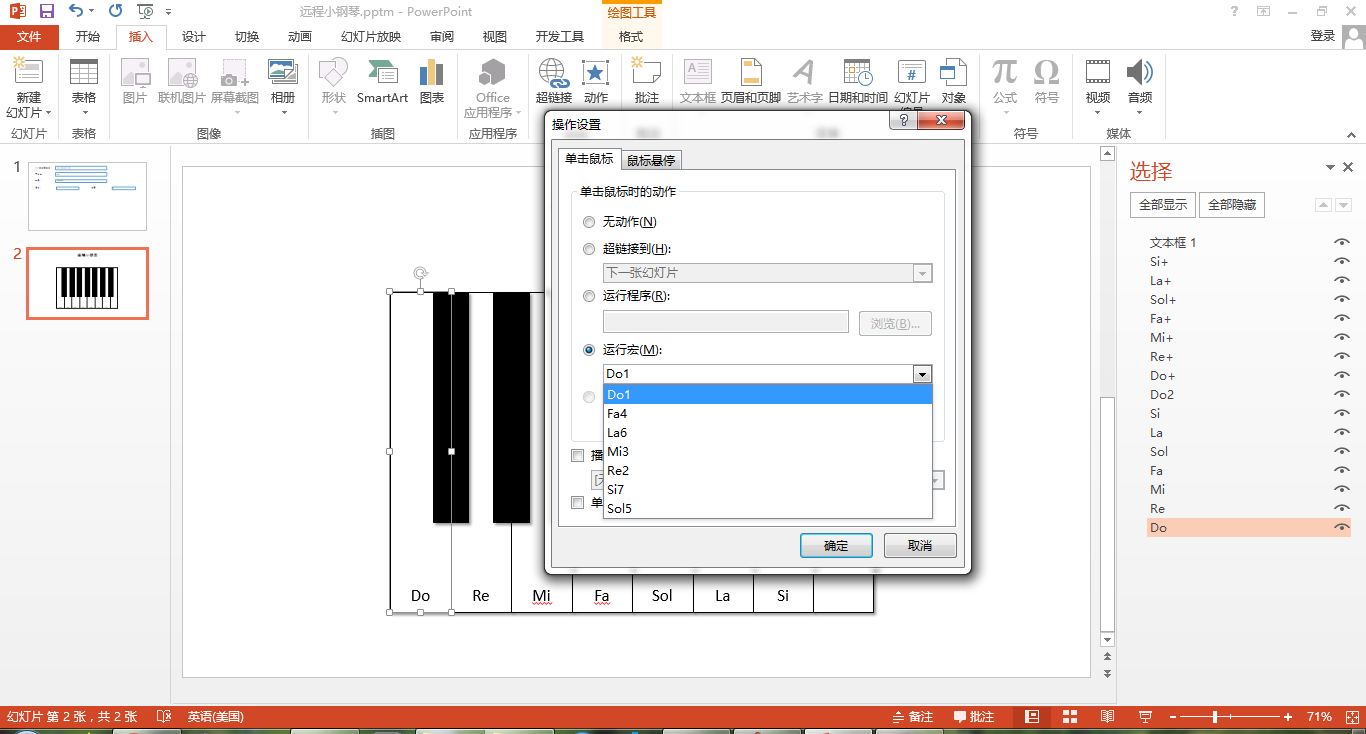 远程小钢琴.pptm - PowerPoint
绘图工具
文件 开始 插入 设计 切换 动画 幻灯片放映 审阅 视图 开发工具 格式 登录
新建
幻灯片
表格
图片
联机图片
屏幕截图
相册
形状
SmartArt
图表
Office
应用程序
超链接
动作
批注
文本框
页眉和页脚
艺术字
日期和时间
幻灯片
对象
公式
符号
视频
音频
幻灯片 表格 图像 插图 应用程序 符号 媒体
1
2
操作设置
单击鼠标 鼠标悬停
单击鼠标时的动作
无动作(N)
超链接到(H):
下一张幻灯片
运行程序(R):
浏览(B)...
运行宏(M):
Do1
Do1
Fa4
La6
Mi3
Re2
Si7
Sol5
播
单
确定 取消
Do Re Mi Fa Sol La Si
选择
全部显示 全部隐藏
文本框 1
Si+
La+
Sol+
Fa+
Mi+
Re+
Do+
Do2
Si
La
Sol
Fa
Mi
Re
Do
幻灯片 第 2 张，共 2 张 英语(美国) 备注 批注 71%